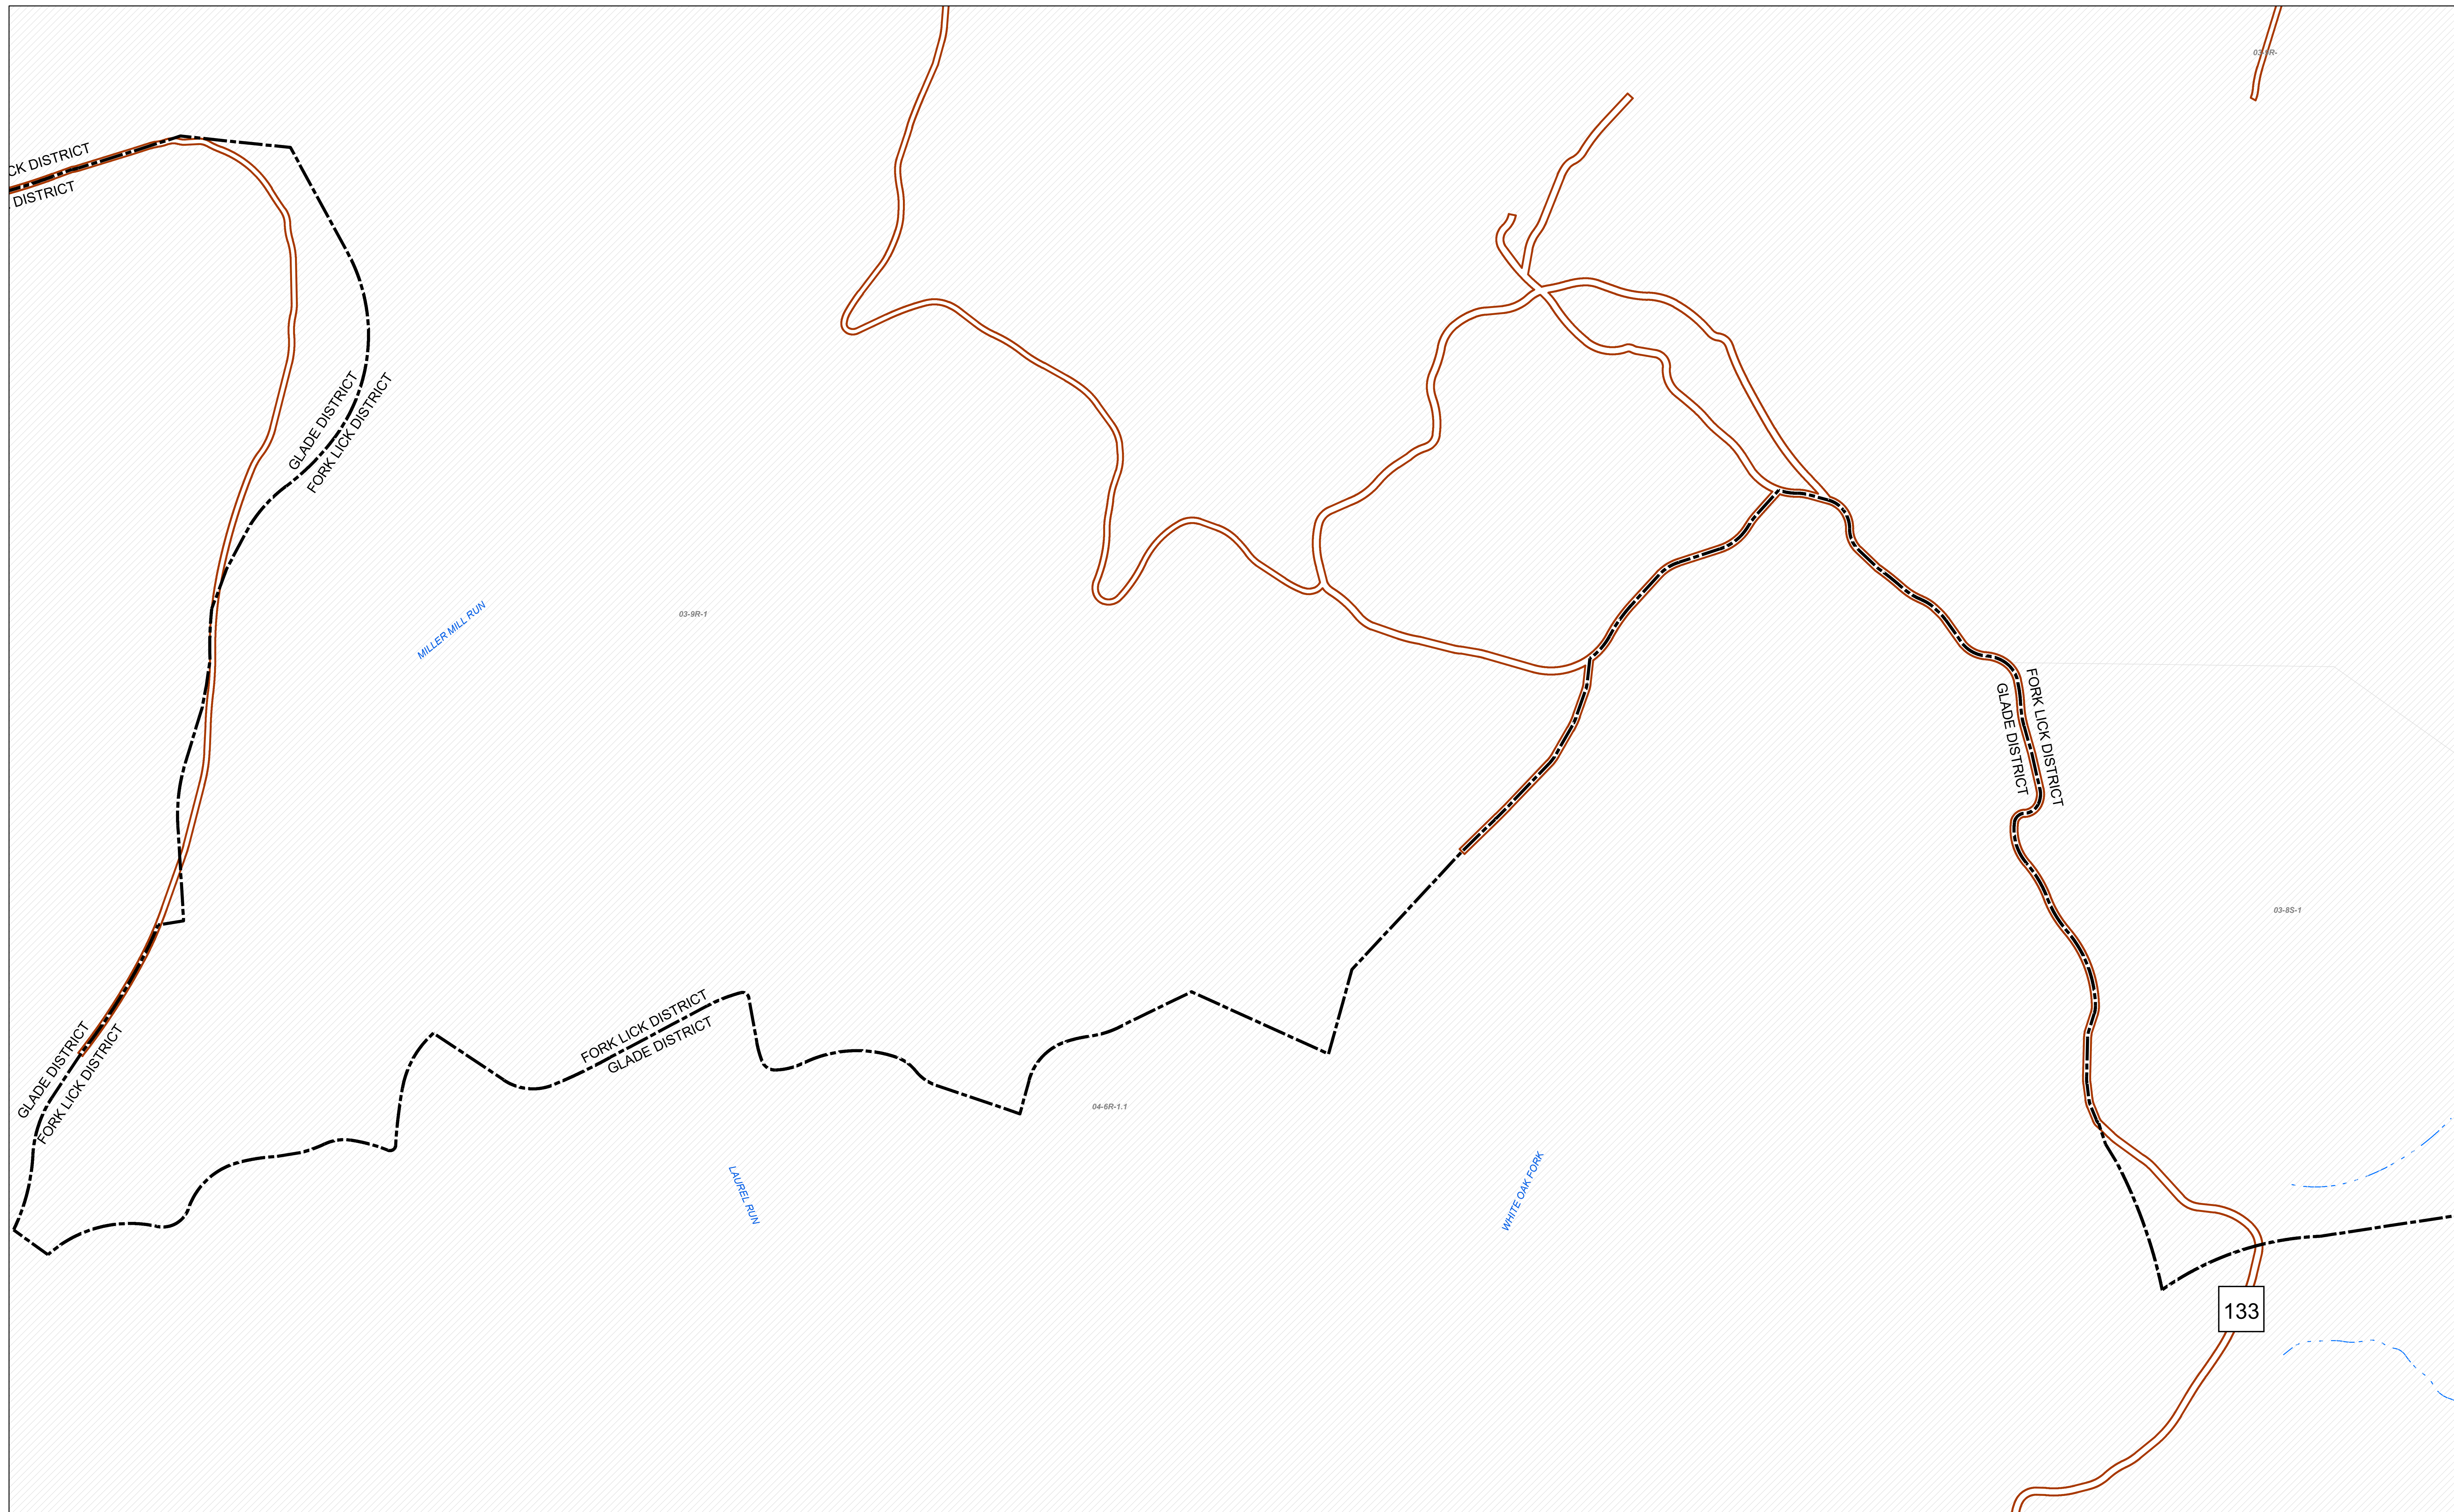 03-9R-
CK DISTRICT
DISTRICT
GLADE DISTRICT
FORK LICK DISTRICT
MILLER MILL RUN
03-9R-1
FORK LICK DISTRICT
GLADE DISTRICT
03-8S-1
FORK LICK DISTRICT
GLADE DISTRICT
GLADE DISTRICT
FORK LICK DISTRICT
04-6R-1.1
LAUREL RUN
WHITE OAK FORK
133